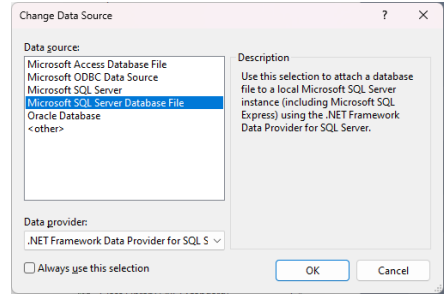 Change Data Source
? ×
Data source:
Microsoft Access Database File
Microsoft ODBC Data Source
Microsoft SQL Server
Microsoft SQL Server Database File
Oracle Database
<other>
Description
Use this selection to attach a database
file to a local Microsoft SQL Server
instance (including Microsoft SQL
Express) using the .NET Framework
Data Provider for SQL Server.
Data provider:
.NET Framework Data Provider for SQL S
Always use this selection
OK
Cancel